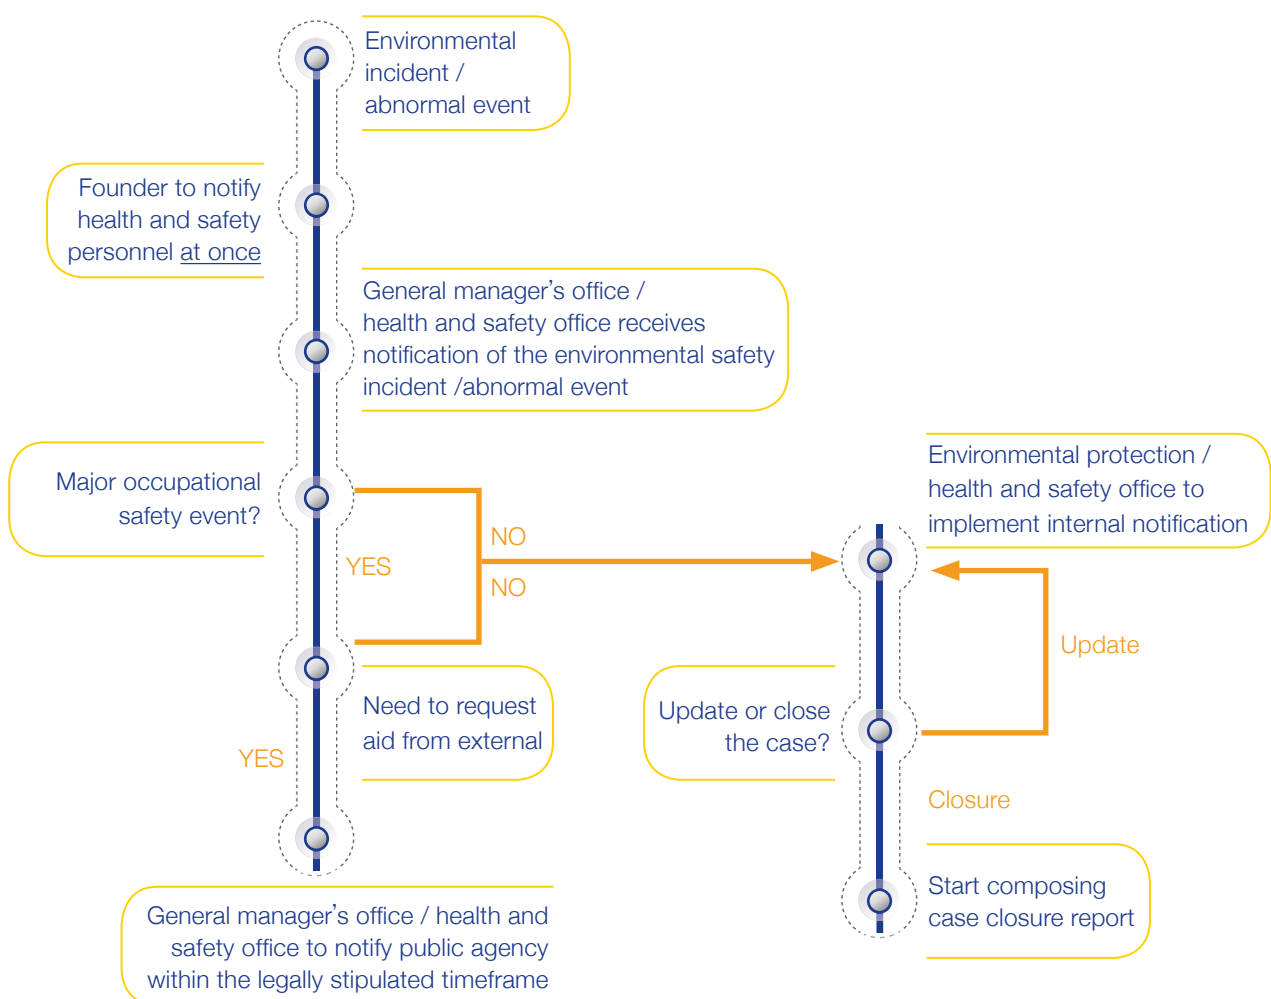 Environmental
incident /
abnormal event
Founder to notify
health and safety
personnel at once
General manager's office /
health and safety office receives
notification of the environmental safety
incident /abnormal event
Major occupational
safety event?
YES
NO
NO
Need to request
aid from external
YES
General manager's office / health and
safety office to notify public agency
within the legally stipulated timeframe
Environmental protection /
health and safety office to
implement internal notification
Update
Update or close
the case?
Closure
Start composing
case closure report